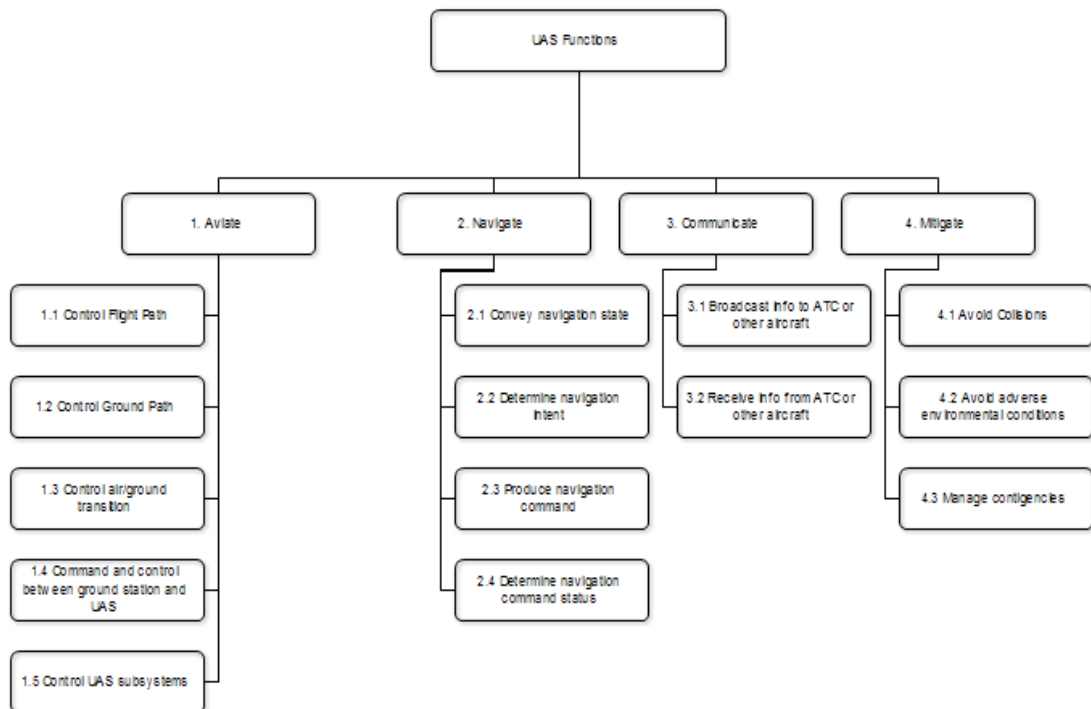 UAS Functions
1. Aviate
2. Navigate
3. Communicate
4. Mitigate
1.1 Control Flight Path
2.1 Convey navigation state
3.1 Broadcast info to ATC or
other aircraft
4.1 Avoid Collsions
1.2 Control Ground Path
2.2 Determine navigation
intent
3.2 Receive info from ATC or
other aircraft
4.2 Avoid adverse
environmental conditions
1.3 Control air/ground
transition
2.3 Produce navigation
command
4.3 Manage contigencies
1.4 Command and control
between ground station and
UAS
2.4 Determine navigation
command status
1.5 Control UAS subsystems